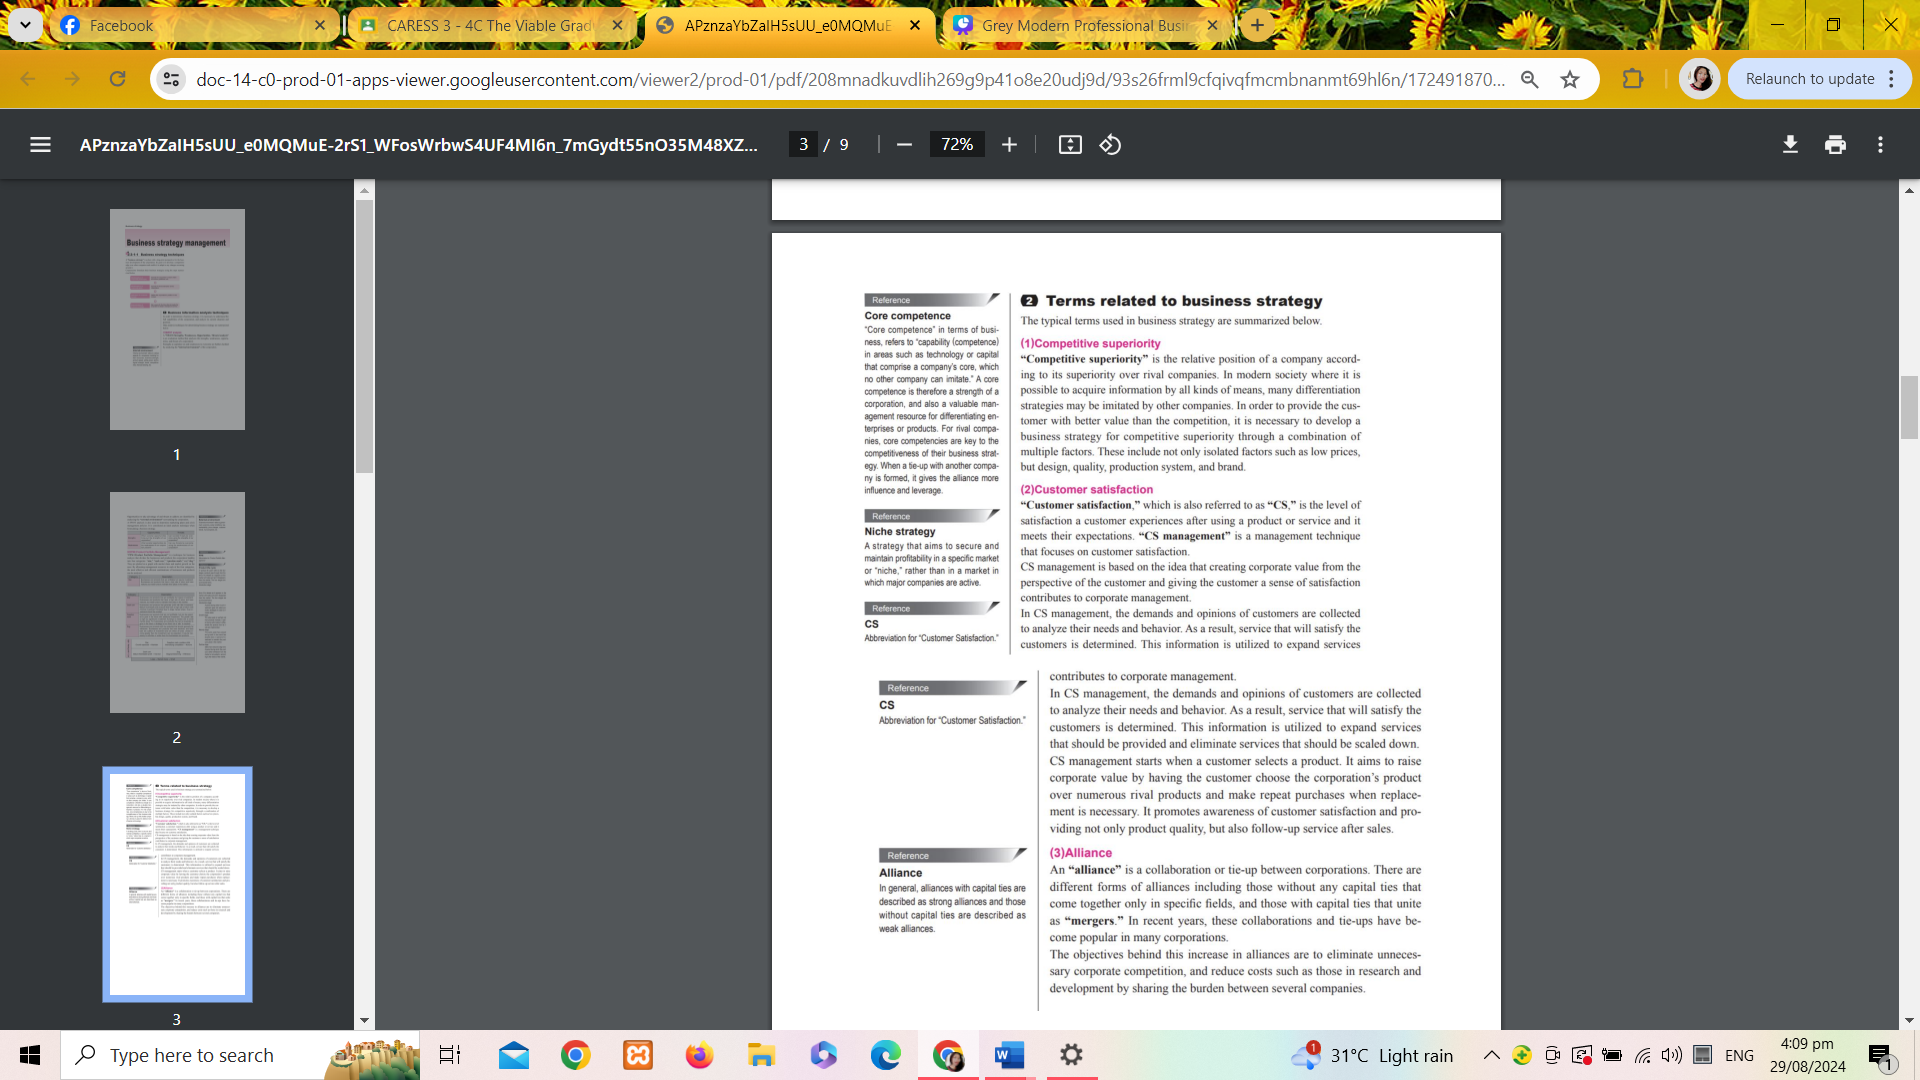 Facebook
CARESS 3 - 4C The Viable Grad
APznzaYbZaIH5sUU_e0MQMuE
Grey Modern Professional Busi
doc-14-c0-prod-01-apps-viewer.googleusercontent.com/viewer2/prod-01/pdf/208mnadkuvdlih269g9p41o8e20udj9d/93s26frml9cfqivqfmcmbnanmt69hl6n/172491870...
Relaunch to update
APznzaYbZaIH5sUU_e0MQMuE-2rS1_WFosWrbwS4UF4MI6n_7mGydt55nO35M48XZ...
3 / 9
72%
Business strategy management
1
2
3
Reference
Core competence
“Core competence” in terms of busi-
ness, refers to “capability (competence)
in areas such as technology or capital
that comprise a company’s core, which
no other company can imitate.” A core
competence is therefore a strength of a
corporation, and also a valuable man-
agement resource for differentiating en-
terprises or products. For rival compa-
nies, core competencies are key to the
competitiveness of their business strat-
egy. When a tie-up with another compa-
ny is formed, it gives the alliance more
influence and leverage.
Reference
Niche strategy
A strategy that aims to secure and
maintain profitability in a specific market
or “niche,” rather than in a market in
which major companies are active.
Reference
CS
Abbreviation for “Customer Satisfaction.”
2 Terms related to business strategy
The typical terms used in business strategy are summarized below.
(1)Competitive superiority
“Competitive superiority” is the relative position of a company accord-
ing to its superiority over rival companies. In modern society where it is
possible to acquire information by all kinds of means, many differentiation
strategies may be imitated by other companies. In order to provide the cus-
tomer with better value than the competition, it is necessary to develop a
business strategy for competitive superiority through a combination of
multiple factors. These include not only isolated factors such as low prices,
but design, quality, production system, and brand.
(2)Customer satisfaction
“Customer satisfaction,” which is also referred to as “CS,” is the level of
satisfaction a customer experiences after using a product or service and it
meets their expectations. “CS management” is a management technique
that focuses on customer satisfaction.
CS management is based on the idea that creating corporate value from the
perspective of the customer and giving the customer a sense of satisfaction
contributes to corporate management.
In CS management, the demands and opinions of customers are collected
to analyze their needs and behavior. As a result, service that will satisfy the
customers is determined. This information is utilized to expand services
Reference
CS
Abbreviation for “Customer Satisfaction.”
contributes to corporate management.
In CS management, the demands and opinions of customers are collected
to analyze their needs and behavior. As a result, service that will satisfy the
customers is determined. This information is utilized to expand services
that should be provided and eliminate services that should be scaled down.
CS management starts when a customer selects a product. It aims to raise
corporate value by having the customer choose the corporation’s product
over numerous rival products and make repeat purchases when replace-
ment is necessary. It promotes awareness of customer satisfaction and pro-
viding not only product quality, but also follow-up service after sales.
Reference
Alliance
In general, alliances with capital ties are
described as strong alliances and those
without capital ties are described as
weak alliances.
(3)Alliance
An “alliance” is a collaboration or tie-up between corporations. There are
different forms of alliances including those without any capital ties that
come together only in specific fields, and those with capital ties that unite
as “mergers.” In recent years, these collaborations and tie-ups have be-
come popular in many corporations.
The objectives behind this increase in alliances are to eliminate unneces-
sary corporate competition, and reduce costs such as those in research and
development by sharing the burden between several companies.
Type here to search
1
31°C Light rain
ENG
4:09 pm
29/08/2024
1